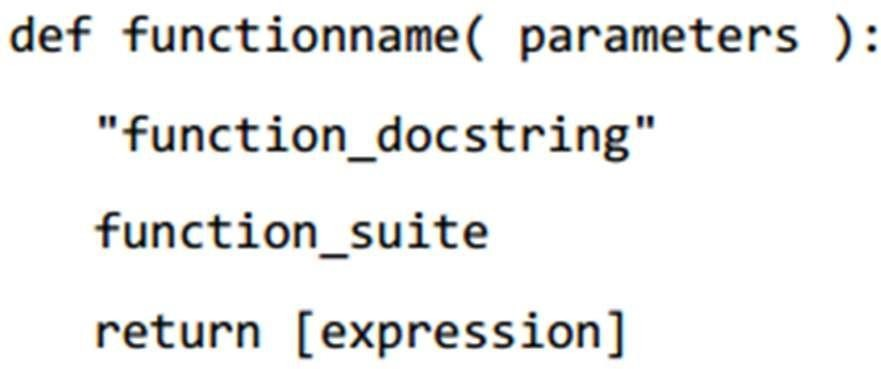 def functionname( parameters ):
"function_docstring"
function_suite
return [expression]